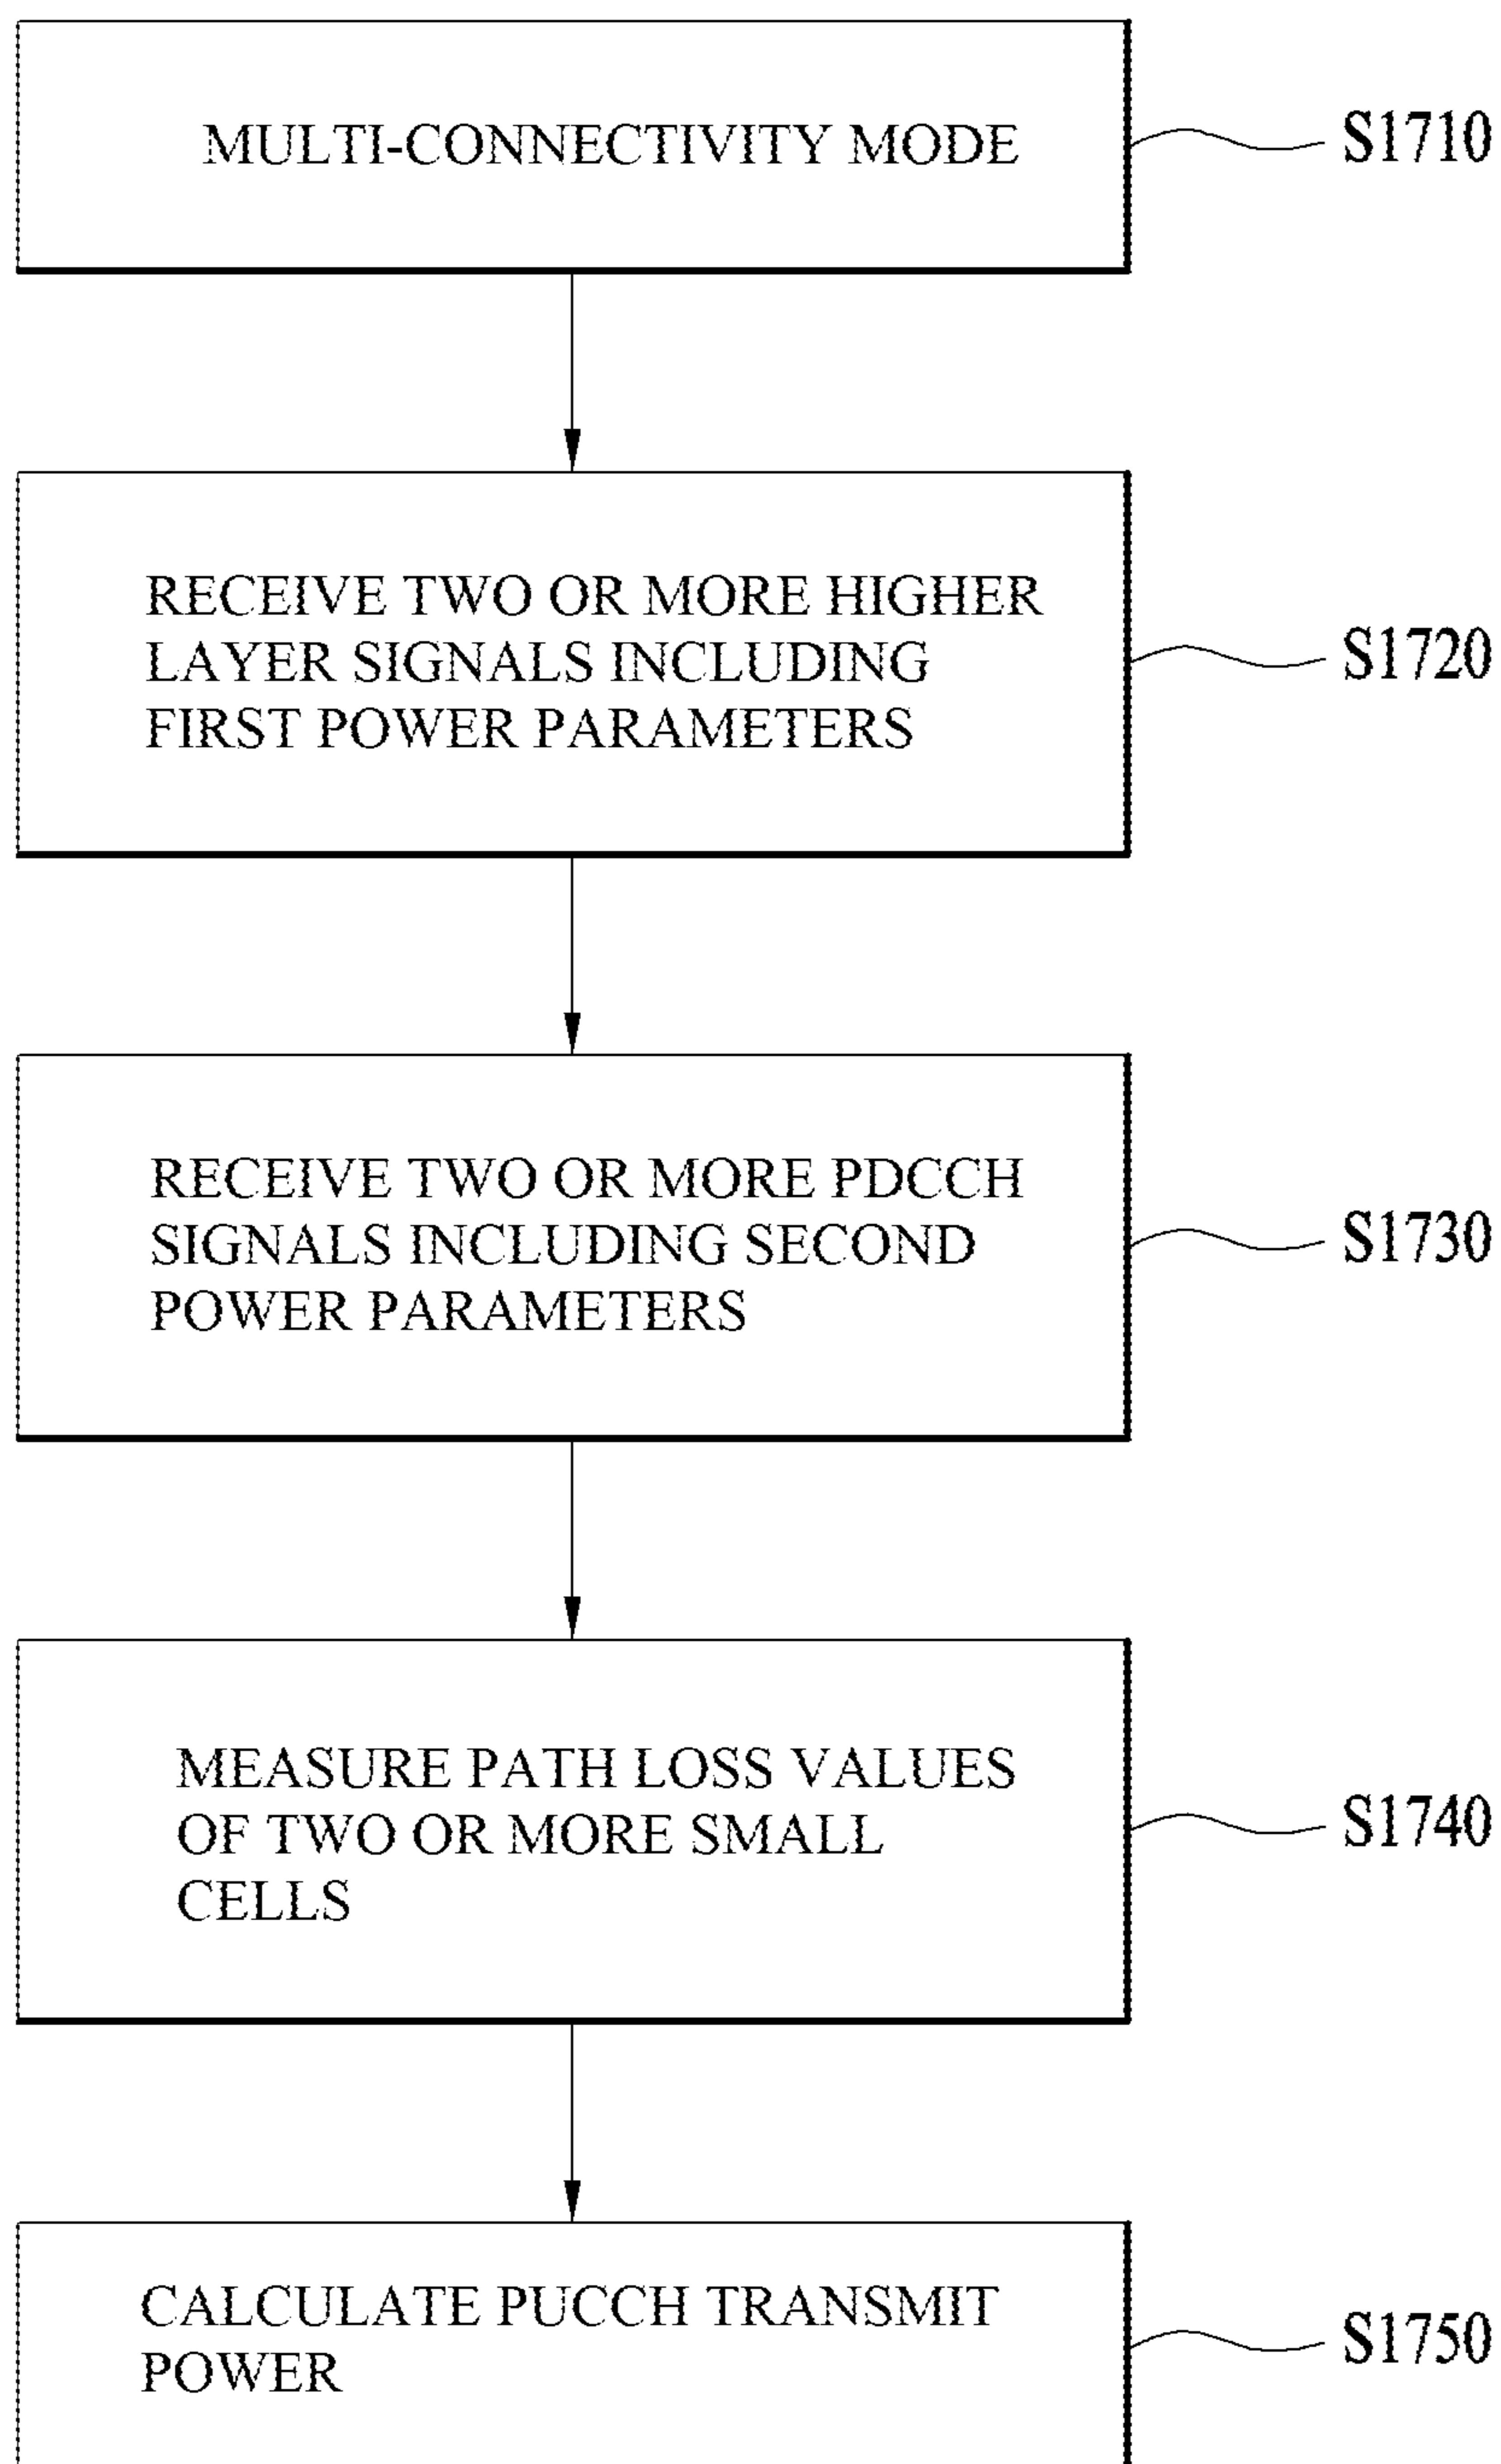 MULTI-CONNECTIVITY MODE
S1710
RECEIVE TWO OR MORE HIGHER
LAYER SIGNALS INCLUDING
FIRST POWER PARAMETERS
S1720
RECEIVE TWO OR MORE PDCCH
SIGNALS INCLUDING SECOND
POWER PARAMETERS
S1730
MEASURE PATH LOSS VALUES
OF TWO OR MORE SMALL
CELLS
S1740
CALCULATE PUCCH TRANSMIT
POWER
S1750